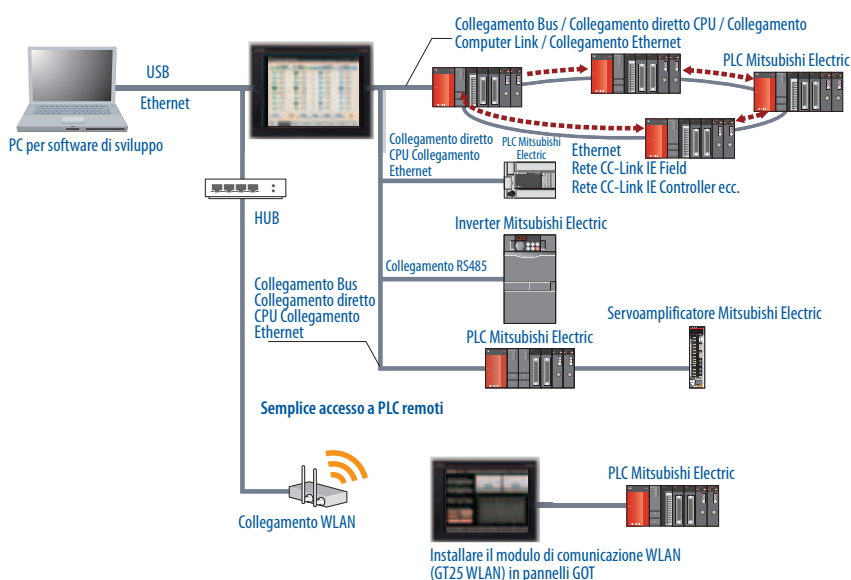 Collegamento Bus / Collegamento diretto CPU / Collegamento
Computer Link / Collegamento Ethernet
PLC Mitsubishi Electric
USB
Ethernet
PC per software di sviluppo
Collegamento diretto
CPU Collegamento
Ethernet
PLC Mitsubishi
Electric
Ethernet
Rete CC-Link IE Field
Rete CC-Link IE Controller ecc.
HUB
Inverter Mitsubishi Electric
Collegamento RS485
Collegamento Bus
Collegamento diretto
CPU Collegamento
Ethernet
Servoamplificatore Mitsubishi Electric
PLC Mitsubishi Electric
Semplice accesso a PLC remoti
PLC Mitsubishi Electric
Collegamento WLAN
Installare il modulo di comunicazione WLAN
(GT25 WLAN) in pannelli GOT